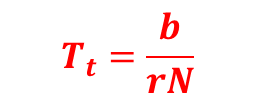 T_t = b / rN